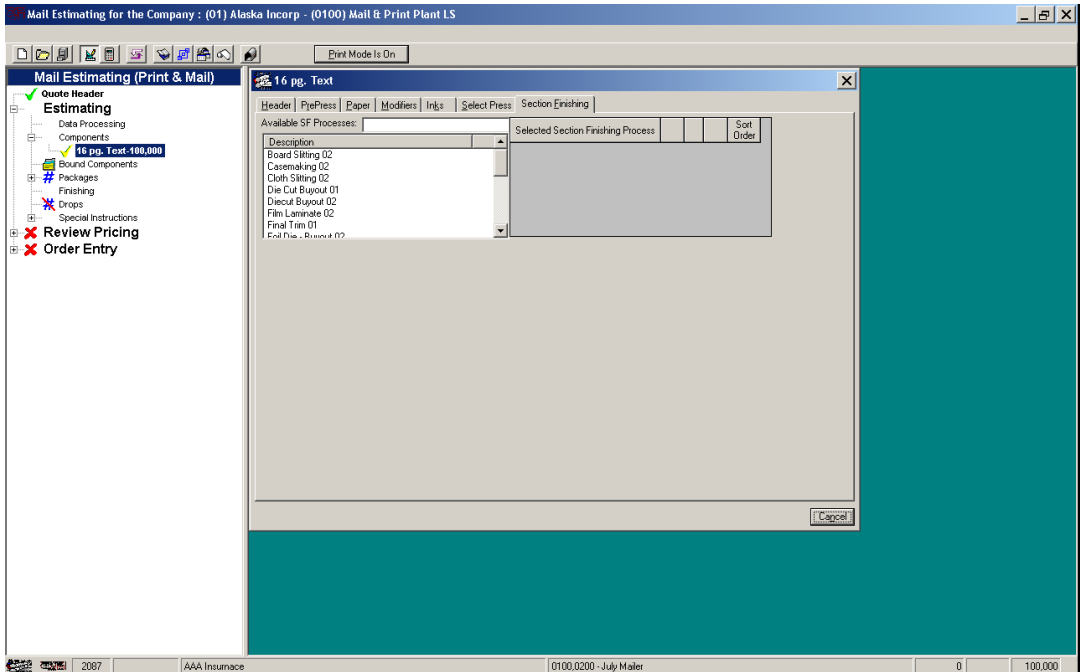 Mail Estimating for the Company : (01) Alaska Incorp - (0100) Mail & Print Plant LS
Print Mode Is On
Mail Estimating (Print & Mail)
Quote Header
Estimating
Data Processing
Components
16 pg. Text-100,000
Bound Components
Packages
Finishing
Drops
Special Instructions
Review Pricing
Order Entry
16 pg. Text
Header PrePress Paper Modifiers Inks Select Press Section Finishing
Available SF Processes:
Description
Board Slitting 02
Casemaking 02
Cloth Slitting 02
Die Cut Buyout 01
Diecut Buyout 02
Film Laminate 02
Final Trim 01
Foil Die - Buyout 02
Selected Section Finishing Process
Sort
Order
Cancel
2087 AAA Insurnace 0100,0200 - July Mailer 0 100,000